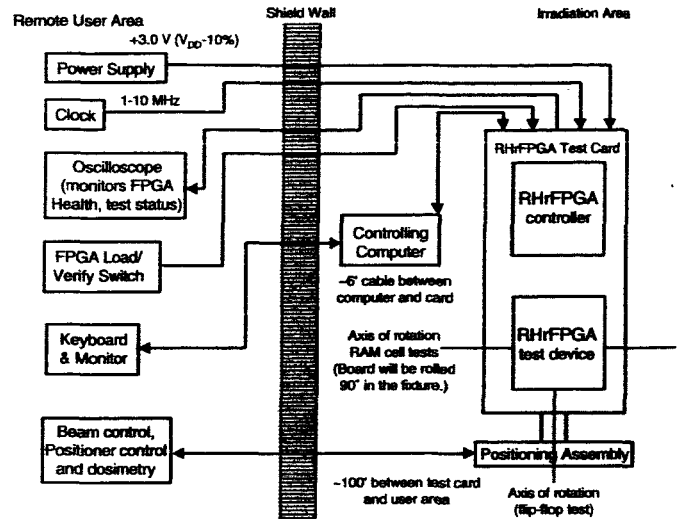 Remote User Area
Shield Wall
Irradiation Area
+3.0 V (VDD-10%)
Power Supply
Clock
1-10 MHz
Oscilloscope
(monitors FPGA
Health, test status)
FPGA Load/
Verify Switch
Keyboard
& Monitor
Beam control,
Positioner control
and dosimetry
Controlling
Computer
~6' cable between
computer and card
Axis of rotation
RAM cell tests
(Board will be rolled
90° in the fixture.)
~100' between test card
and user area
RHrFPGA Test Card
RHrFPGA
controller
RHrFPGA
test device
Positioning Assembly
Axis of rotation
(flip-flop test)